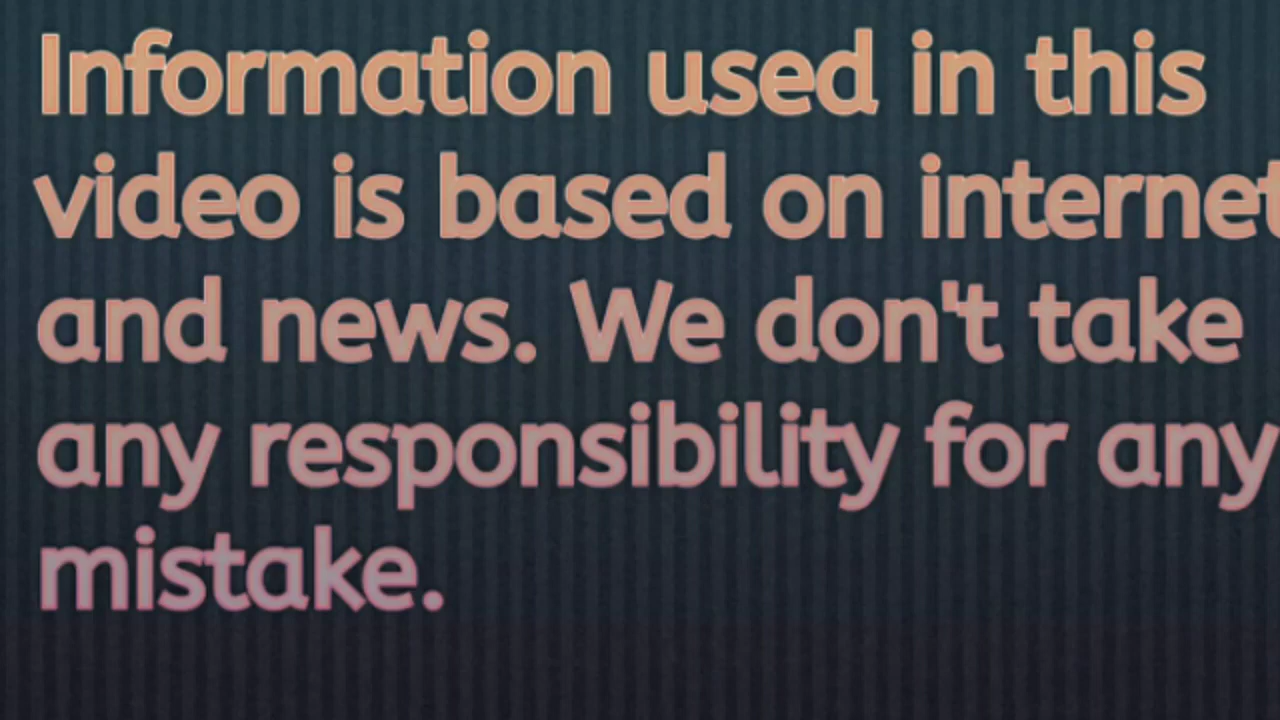 Information used in this
video is based on internet
and news. We don't take
any responsibility for any
mistake.